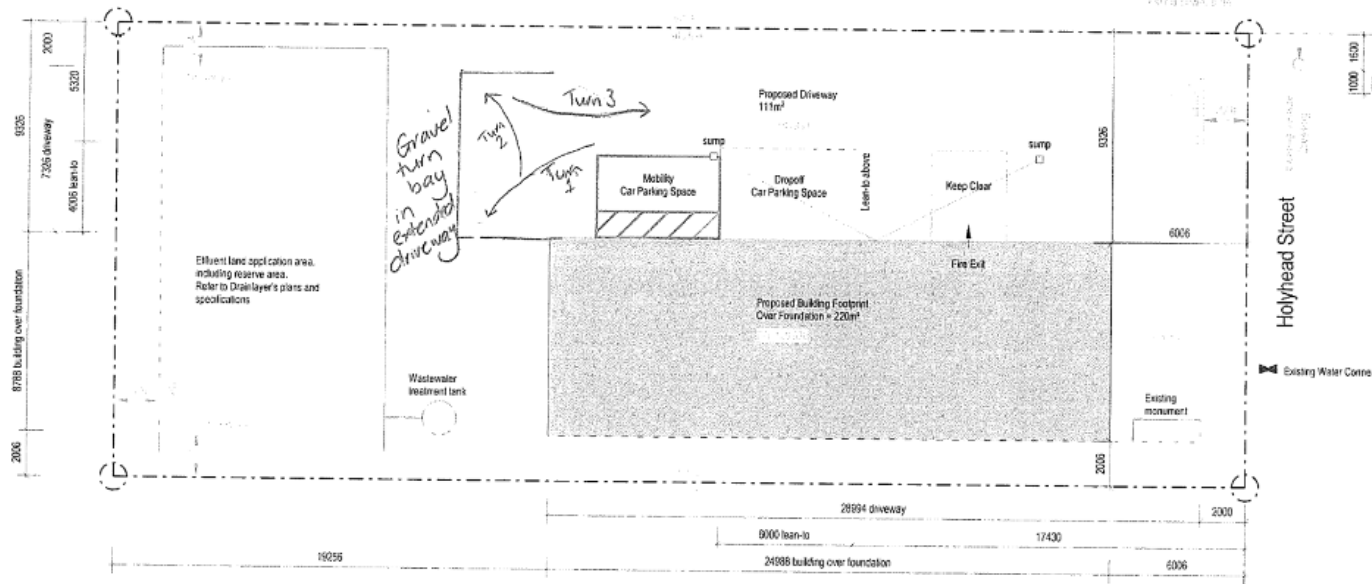 2000
5320
9326
7326 driveway
4006 lean-to
8788 building over foundation
2006
Gravel
turn
bay
in
extended
driveway
Turn 3
Turn
2
Turn
1
Proposed Driveway
111m²
sump
sump
Mobility
Car Parking Space
Dropoff
Car Parking Space
Lean-to above
Keep Clear
Fire Exit
9326
6006
1600
1000
Holyhead Street
Effluent land application area,
including reserve area.
Refer to Drainlayer's plans and
specifications
Proposed Building Footprint
Over Foundation = 220m²
Wastewater
treatment tank
Existing
monument
Existing Water Conne
2006
28994 driveway
2000
6000 lean-to
17430
19256
24988 building over foundation
6006